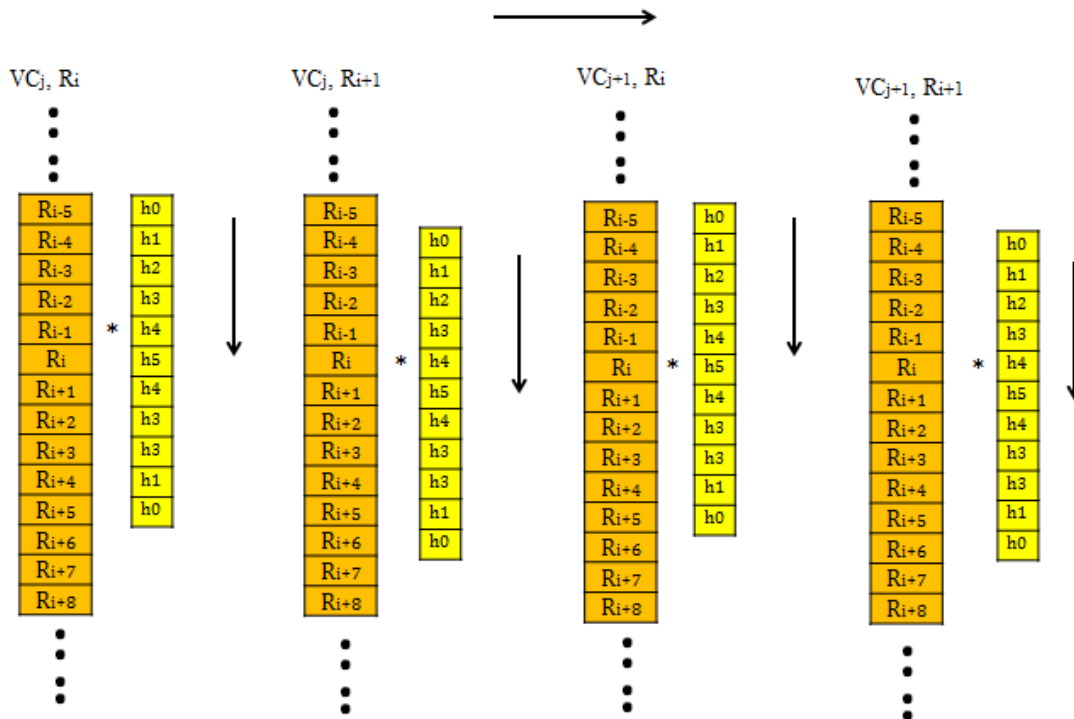 VCj, Ri
Ri-5
Ri-4
Ri-3
Ri-2
Ri-1
Ri
Ri+1
Ri+2
Ri+3
Ri+4
Ri+5
Ri+6
Ri+7
Ri+8
*
h0
h1
h2
h3
h4
h5
h4
h3
h3
h1
h0
VCj, Ri+1
Ri-5
Ri-4
Ri-3
Ri-2
Ri-1
Ri
Ri+1
Ri+2
Ri+3
Ri+4
Ri+5
Ri+6
Ri+7
Ri+8
*
h0
h1
h2
h3
h4
h5
h4
h3
h3
h1
h0
VCj+1, Ri
Ri-5
Ri-4
Ri-3
Ri-2
Ri-1
Ri
Ri+1
Ri+2
Ri+3
Ri+4
Ri+5
Ri+6
Ri+7
Ri+8
*
h0
h1
h2
h3
h4
h5
h4
h3
h3
h1
h0
VCj+1, Ri+1
Ri-5
Ri-4
Ri-3
Ri-2
Ri-1
Ri
Ri+1
Ri+2
Ri+3
Ri+4
Ri+5
Ri+6
Ri+7
Ri+8
*
h0
h1
h2
h3
h4
h5
h4
h3
h3
h1
h0